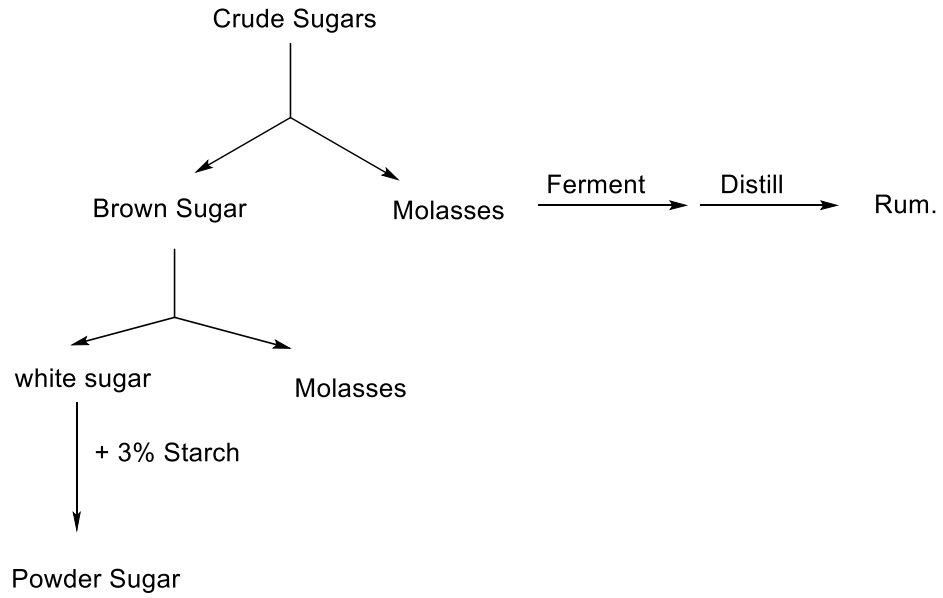 Crude Sugars
Ferment
Distill
Brown Sugar
Molasses
Rum.
white sugar
Molasses
+ 3% Starch
Powder Sugar